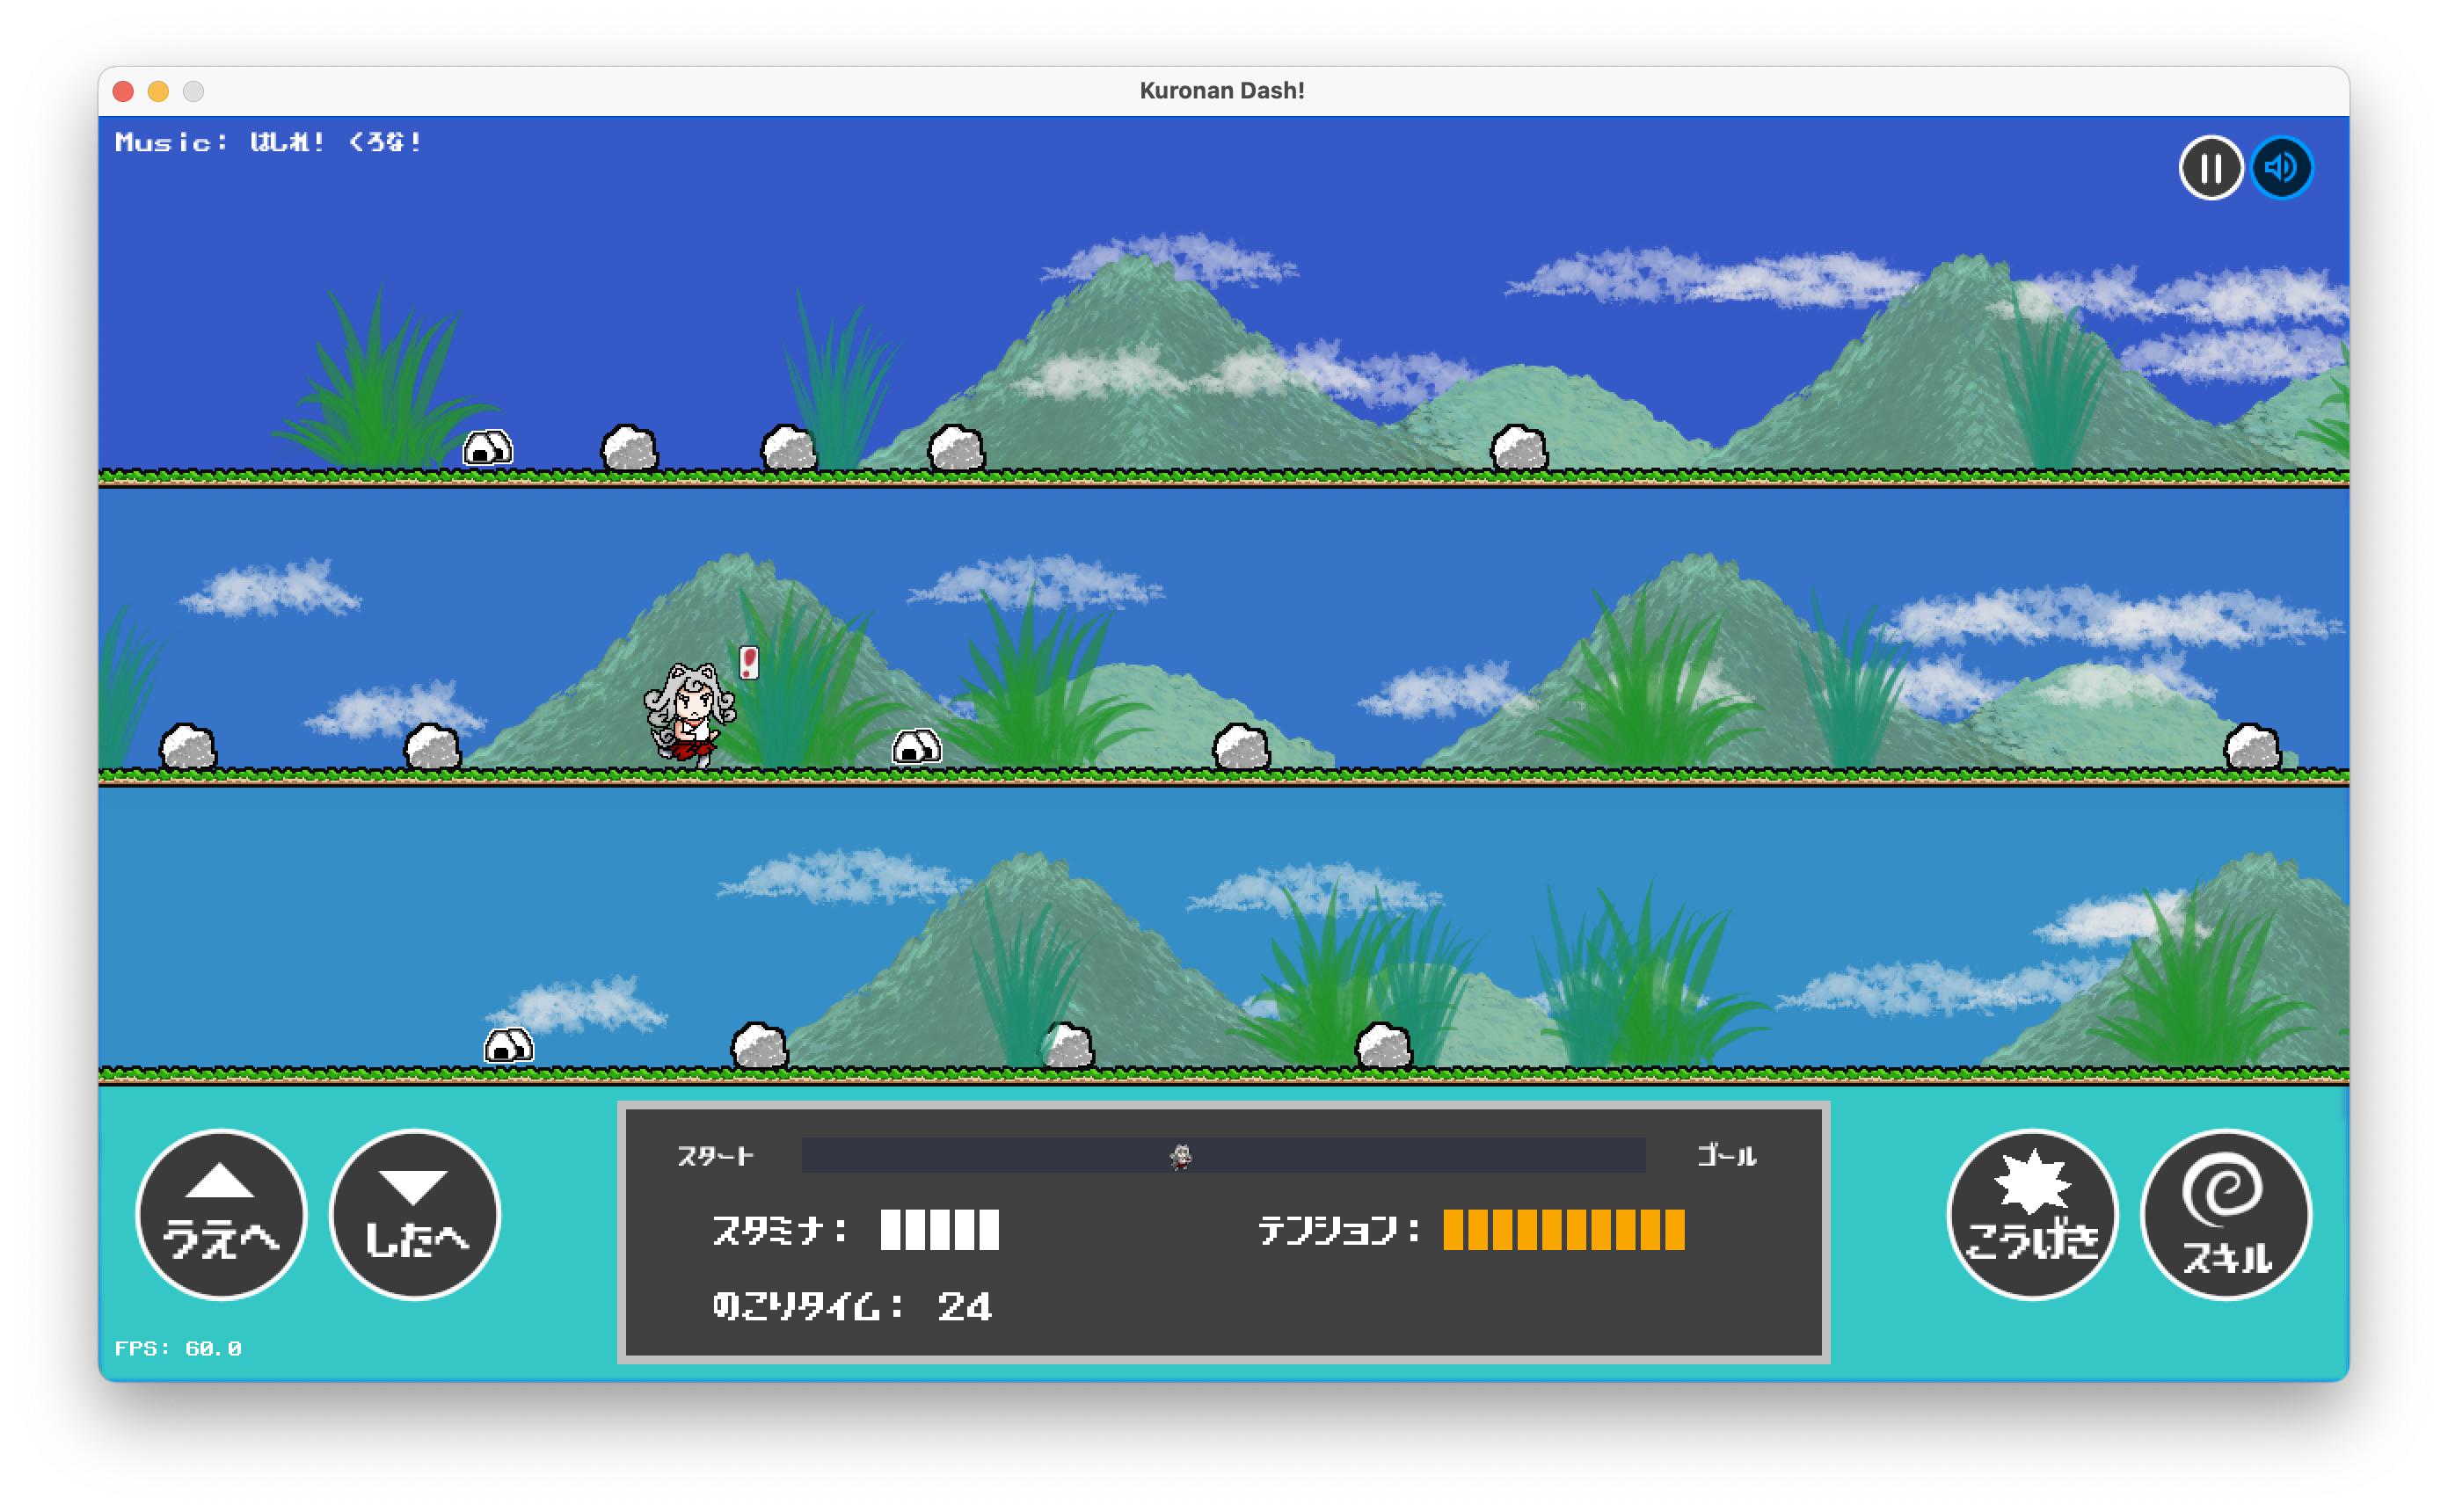 Kuronan Dash!
Music: はしれ! くろな!
!
スタート
ゴール
うえへ
したへ
スタミナ:
テンション:
こうげき
スキル
のこりタイム: 24
FPS: 60.0